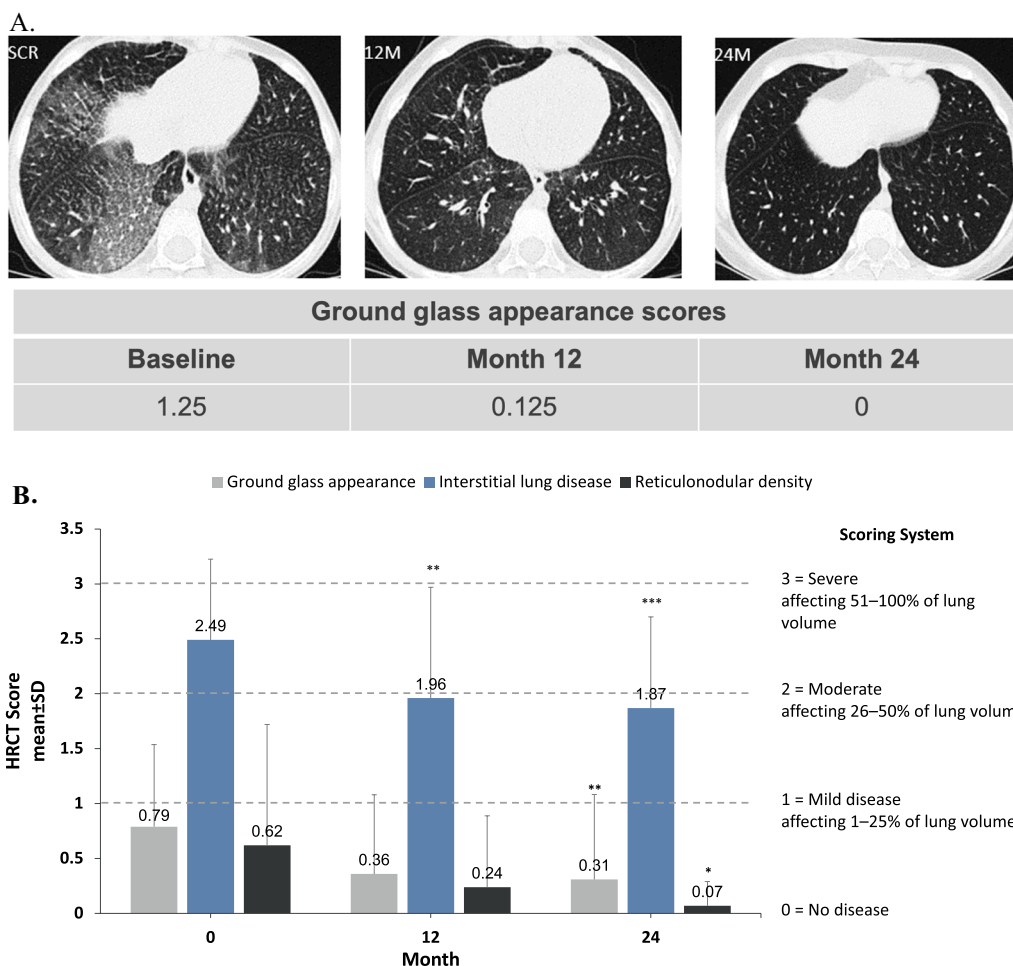 A.
SCR
12M
24M
Ground glass appearance scores
Baseline Month 12 Month 24
1.25 0.125 0
B.
Ground glass appearance Interstitial lung disease Reticulonodular density
HRCT Score
mean±SD
3.5
3
2.5
2
1.5
1
0.5
0
0.79
2.49
0.62
0.36
**
1.96
0.24
**
0.31
***
1.87
*
0.07
0 12 24
Month
Scoring System
3 = Severe
affecting 51–100% of lung
volume
2 = Moderate
affecting 26–50% of lung volum
1 = Mild disease
affecting 1–25% of lung volume
0 = No disease